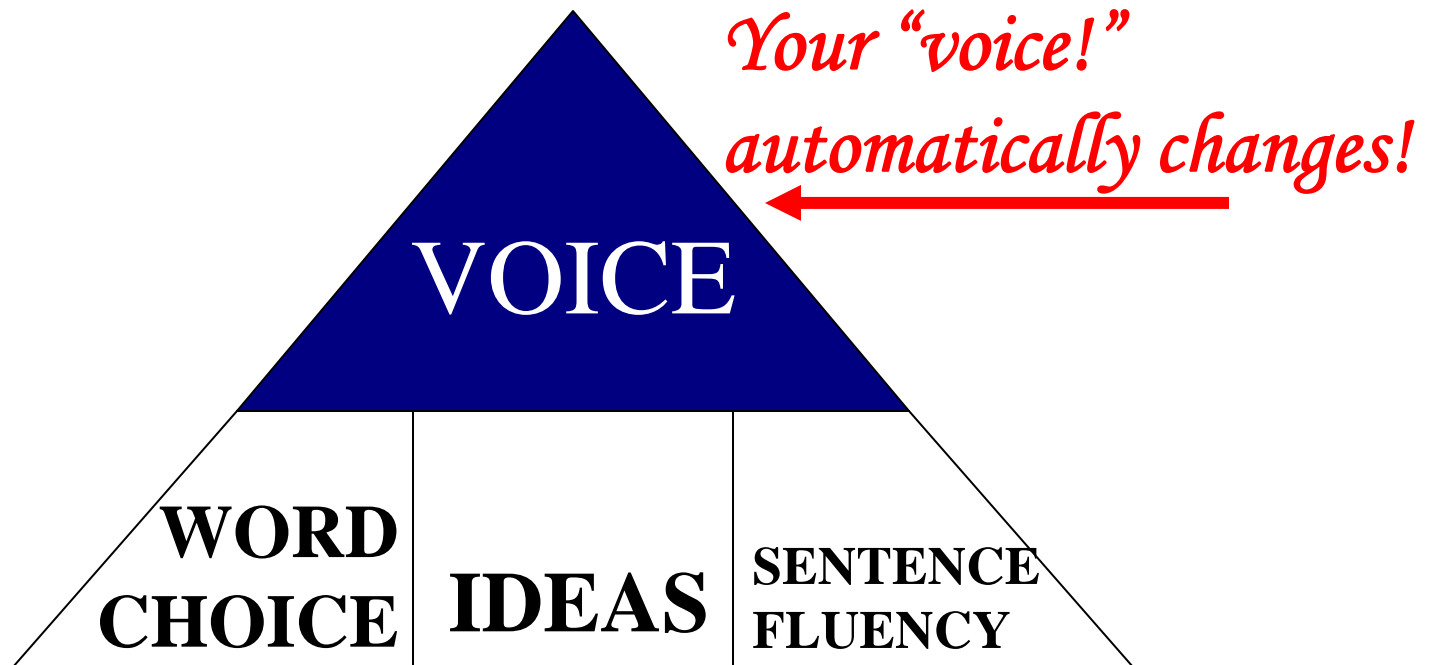 Your “voice!”
automatically changes!
VOICE
WORD
CHOICE
IDEAS
SENTENCE
FLUENCY